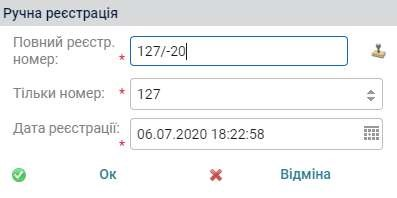 Ручна реєстрація
Повний реєстр. номер: * 127/-20
Тільки номер: * 127
Дата реєстрації: * 06.07.2020 18:22:58
Ок Відміна